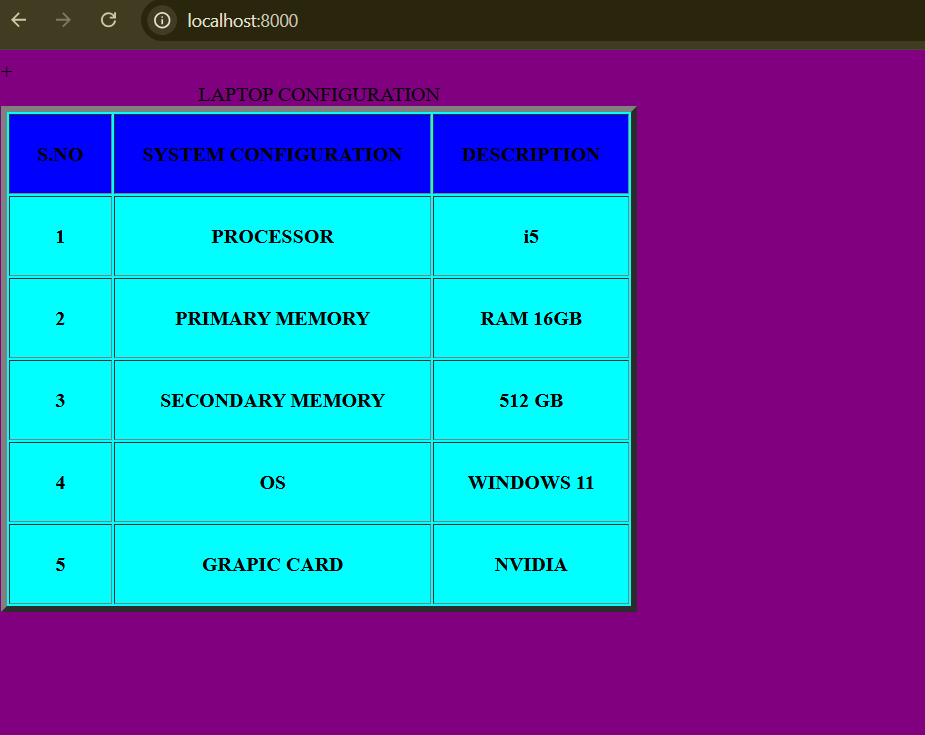 localhost:8000
+
LAPTOP CONFIGURATION
S.NO SYSTEM CONFIGURATION DESCRIPTION
1 PROCESSOR i5
2 PRIMARY MEMORY RAM 16GB
3 SECONDARY MEMORY 512 GB
4 OS WINDOWS 11
5 GRAPIC CARD NVIDIA